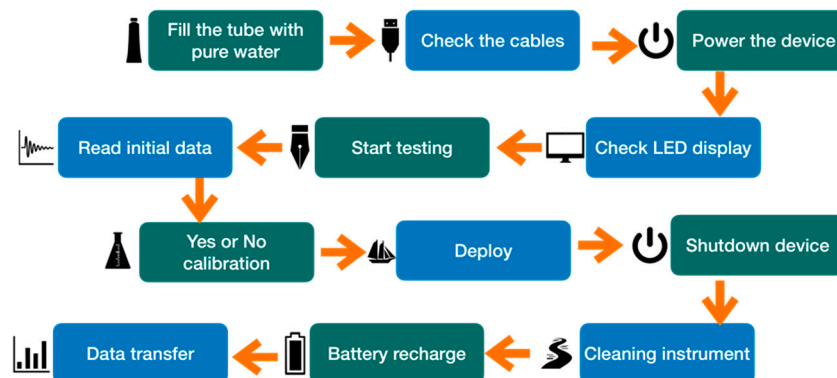 Fill the tube with
pure water
Check the cables
Power the device
Check LED display
Start testing
Read initial data
Yes or No
calibration
Deploy
Shutdown device
Cleaning instrument
Battery recharge
Data transfer